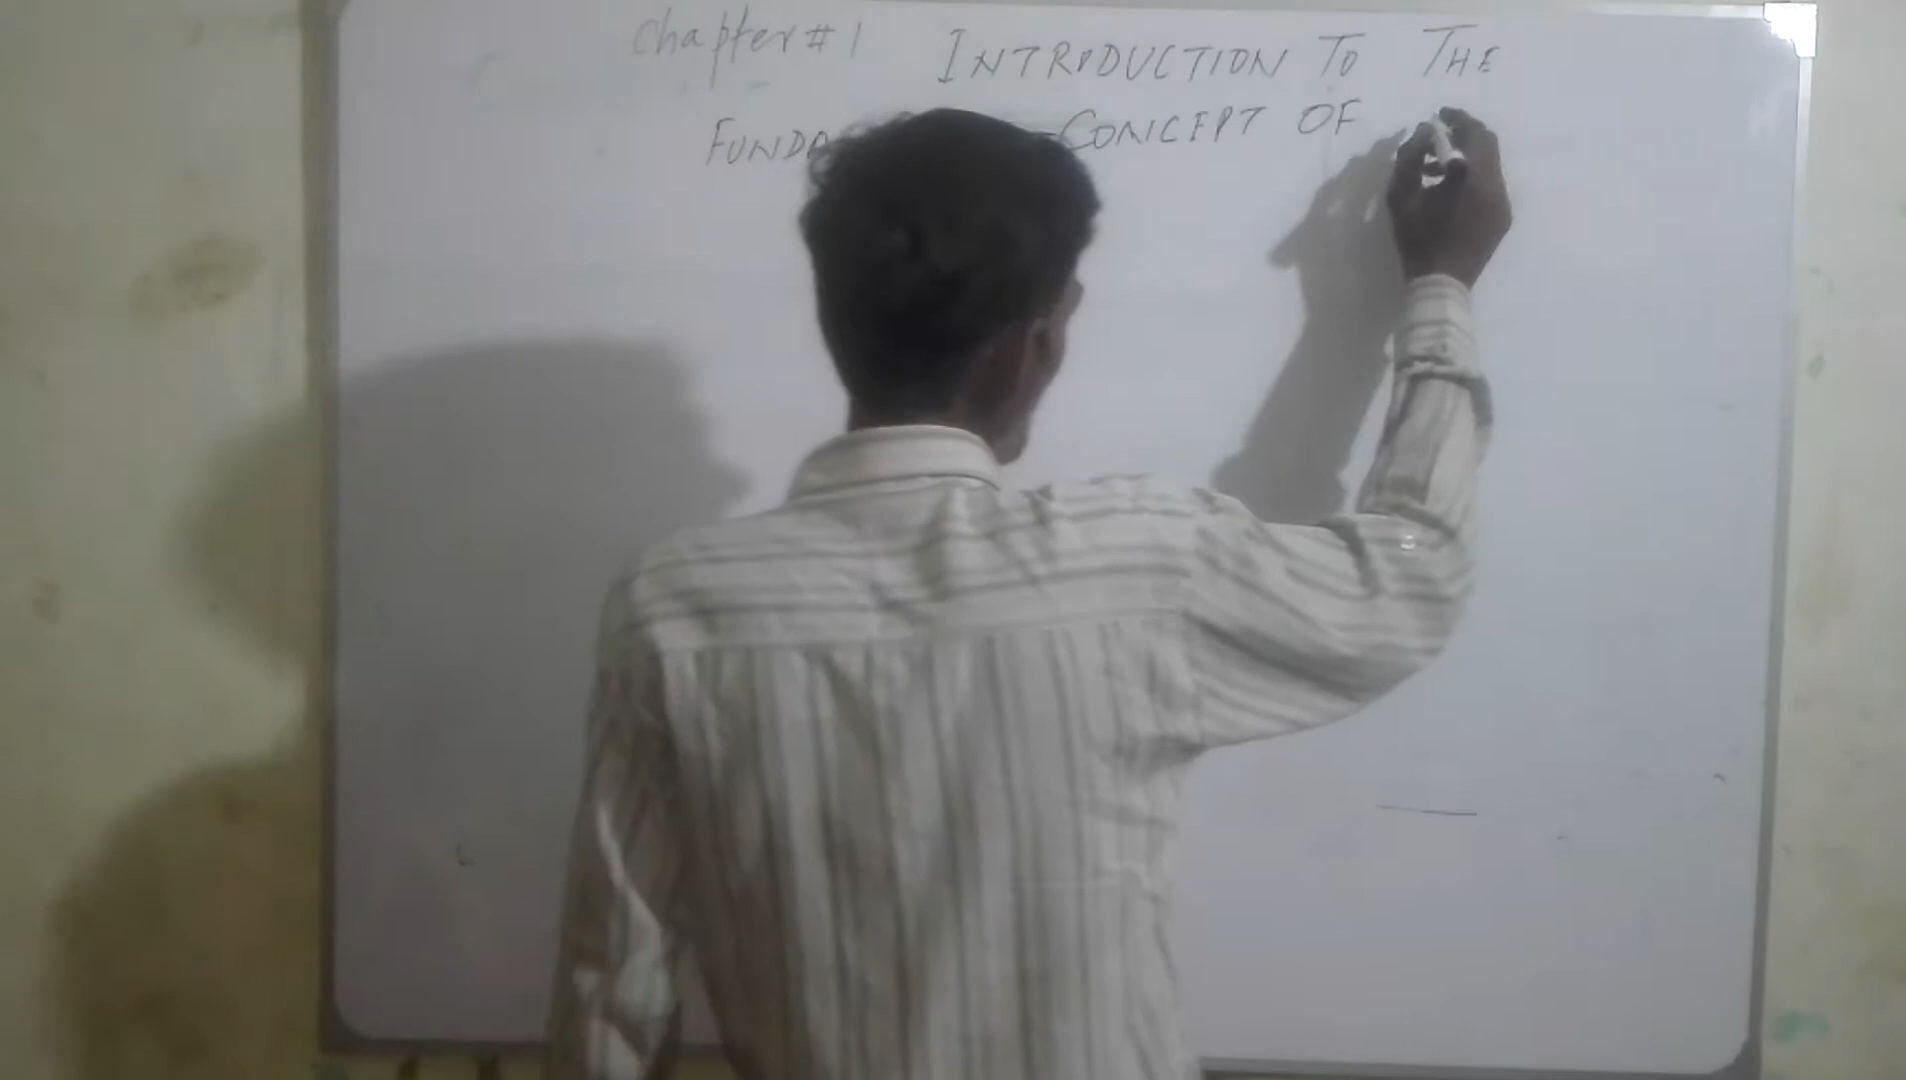 Chapter # 1 INTRODUCTION TO THE
CONCEPT OF